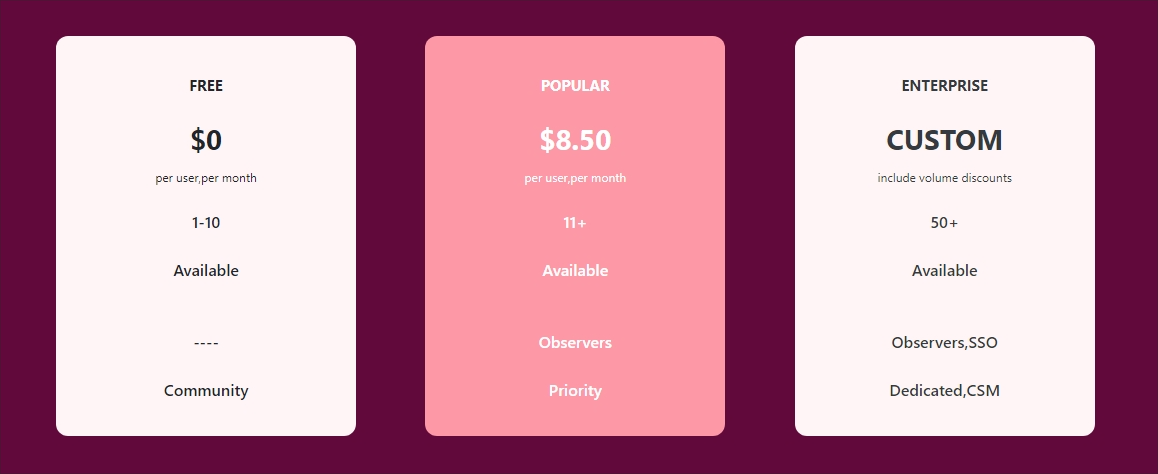 FREE
$0
per user,per month
1-10
Available
----
Community
POPULAR
$8.50
per user,per month
11+
Available
Observers
Priority
ENTERPRISE
CUSTOM
include volume discounts
50+
Available
Observers,SSO
Dedicated,CSM